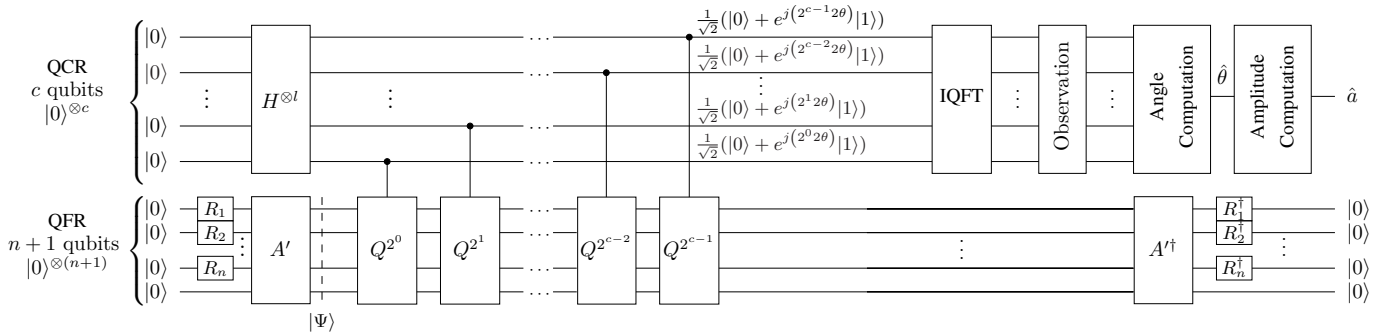 QCR
c qubits
|0⟩^{⊗c}
|0⟩
|0⟩
⋮
|0⟩
|0⟩
H^{⊗l}
⋮
...
...
...
...
1/√2(|0⟩ + e^{j(2^{c−1}2θ)}|1⟩)
1/√2(|0⟩ + e^{j(2^{c−2}2θ)}|1⟩)
⋮
1/√2(|0⟩ + e^{j(2^1 2θ)}|1⟩)
1/√2(|0⟩ + e^{j(2^0 2θ)}|1⟩)
IQFT
⋮
Observation
⋮
Angle
Computation
θ̂
Amplitude
Computation
â
QFR
n + 1 qubits
|0⟩^{⊗(n+1)}
|0⟩
|0⟩
|0⟩
|0⟩
R_1
R_2
⋮
R_n
A′
|Ψ⟩
Q^{2^0}
Q^{2^1}
...
...
...
...
Q^{2^{c−2}}
Q^{2^{c−1}}
⋮
A′^†
R_1^†
R_2^†
R_n^†
⋮
|0⟩
|0⟩
|0⟩
|0⟩